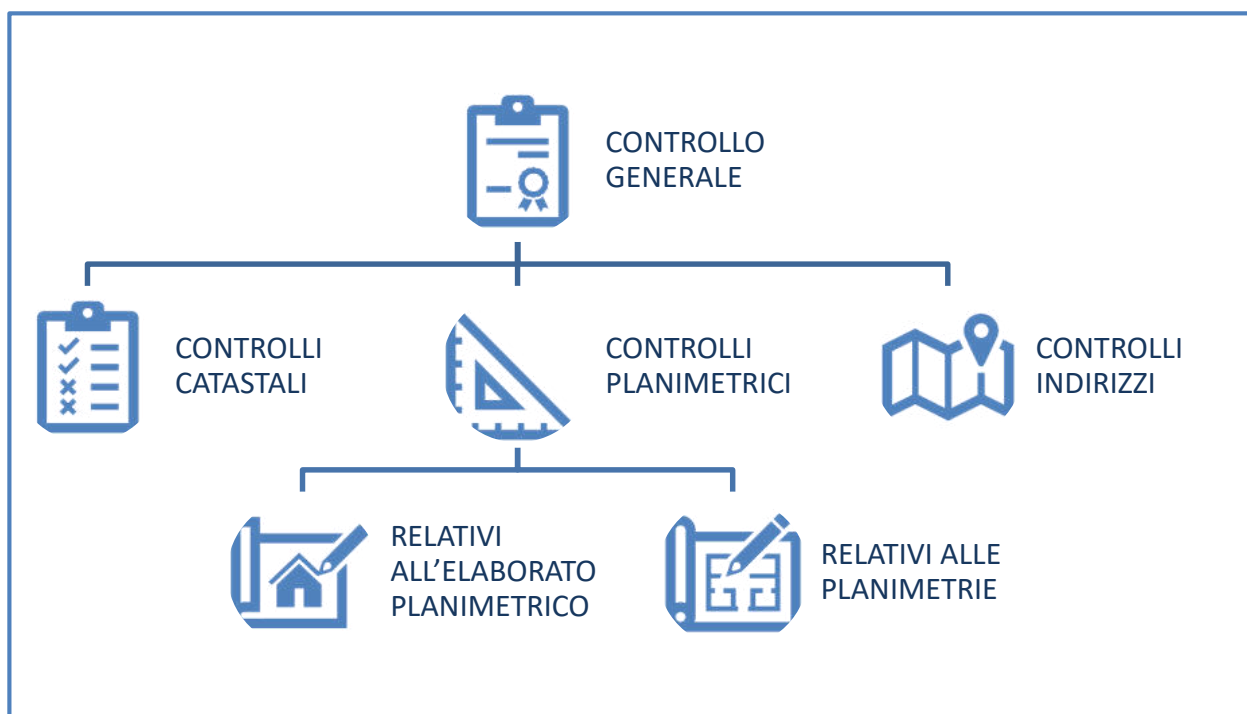 CONTROLLO
GENERALE
CONTROLLI
CATASTALI
CONTROLLI
PLANIMETRICI
CONTROLLI
INDIRIZZI
RELATIVI
ALL’ELABORATO
PLANIMETRICO
RELATIVI ALLE
PLANIMETRIE